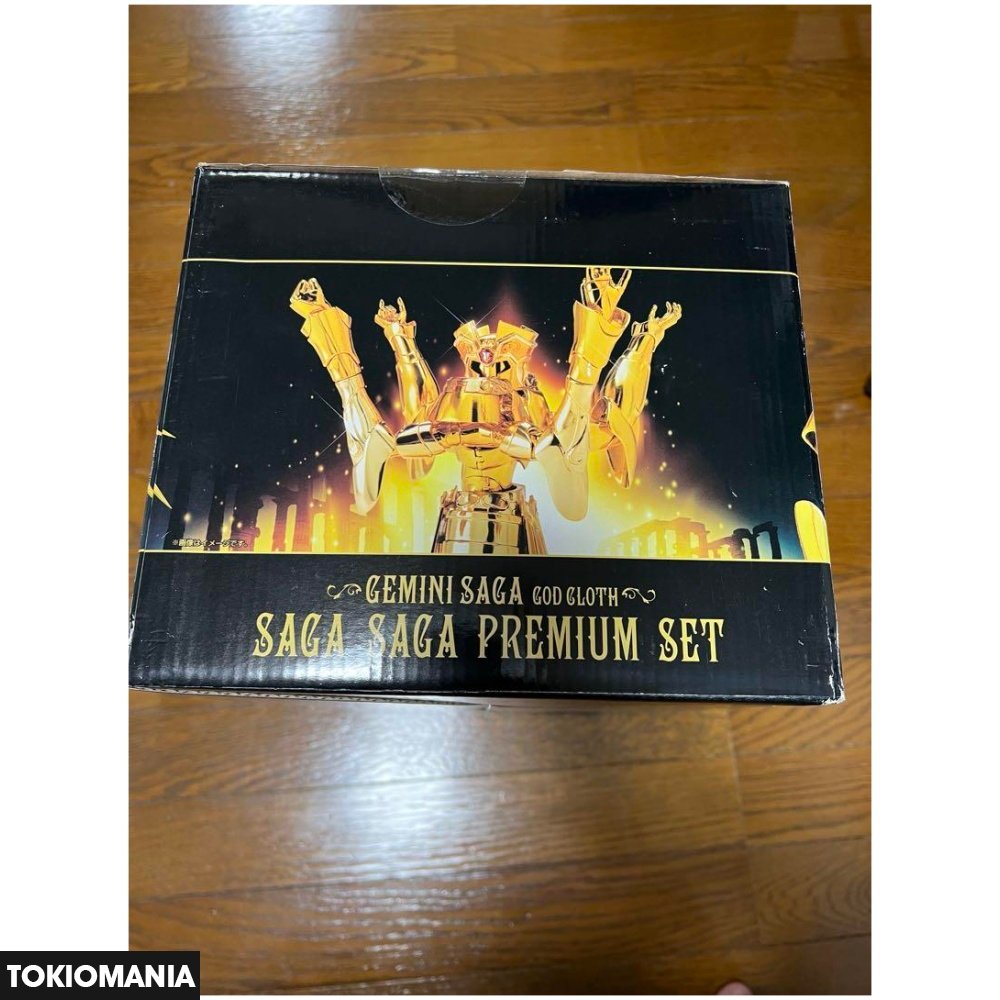 ※画像はイメージです。
GEMINI SAGA GOD CLOTH
SAGA SAGA PREMIUM SET
TOKIOMANIA